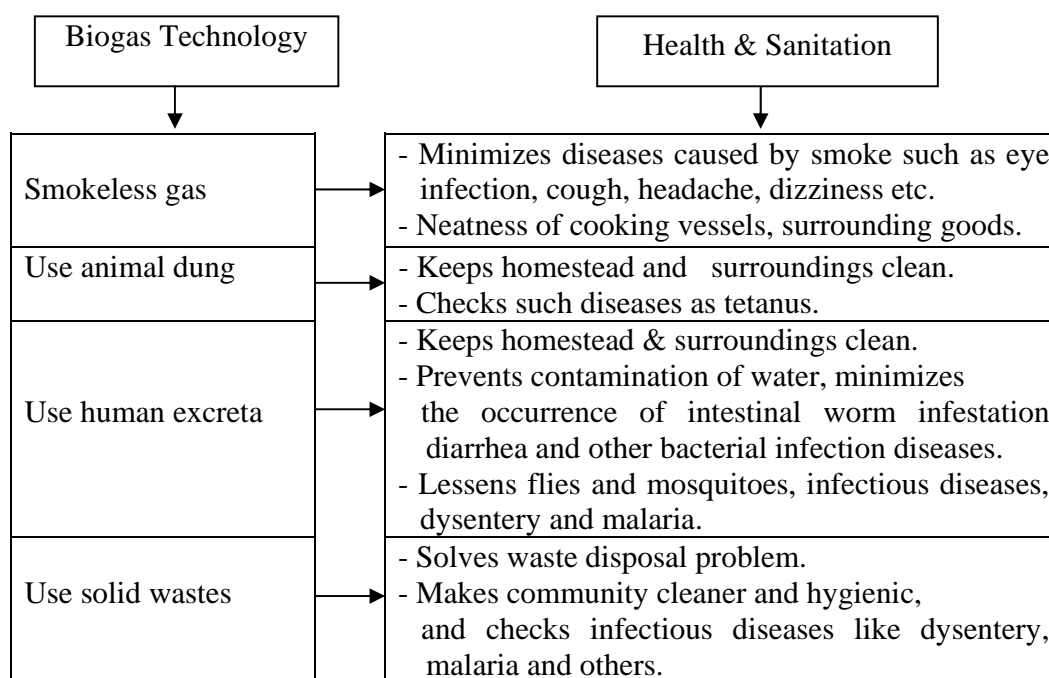 Biogas Technology
Health & Sanitation
Smokeless gas
- Minimizes diseases caused by smoke such as eye
infection, cough, headache, dizziness etc.
- Neatness of cooking vessels, surrounding goods.
Use animal dung
- Keeps homestead and surroundings clean.
- Checks such diseases as tetanus.
Use human excreta
- Keeps homestead & surroundings clean.
- Prevents contamination of water, minimizes
the occurrence of intestinal worm infestation
diarrhea and other bacterial infection diseases.
- Lessens flies and mosquitoes, infectious diseases,
dysentery and malaria.
Use solid wastes
- Solves waste disposal problem.
- Makes community cleaner and hygienic,
and checks infectious diseases like dysentery,
malaria and others.